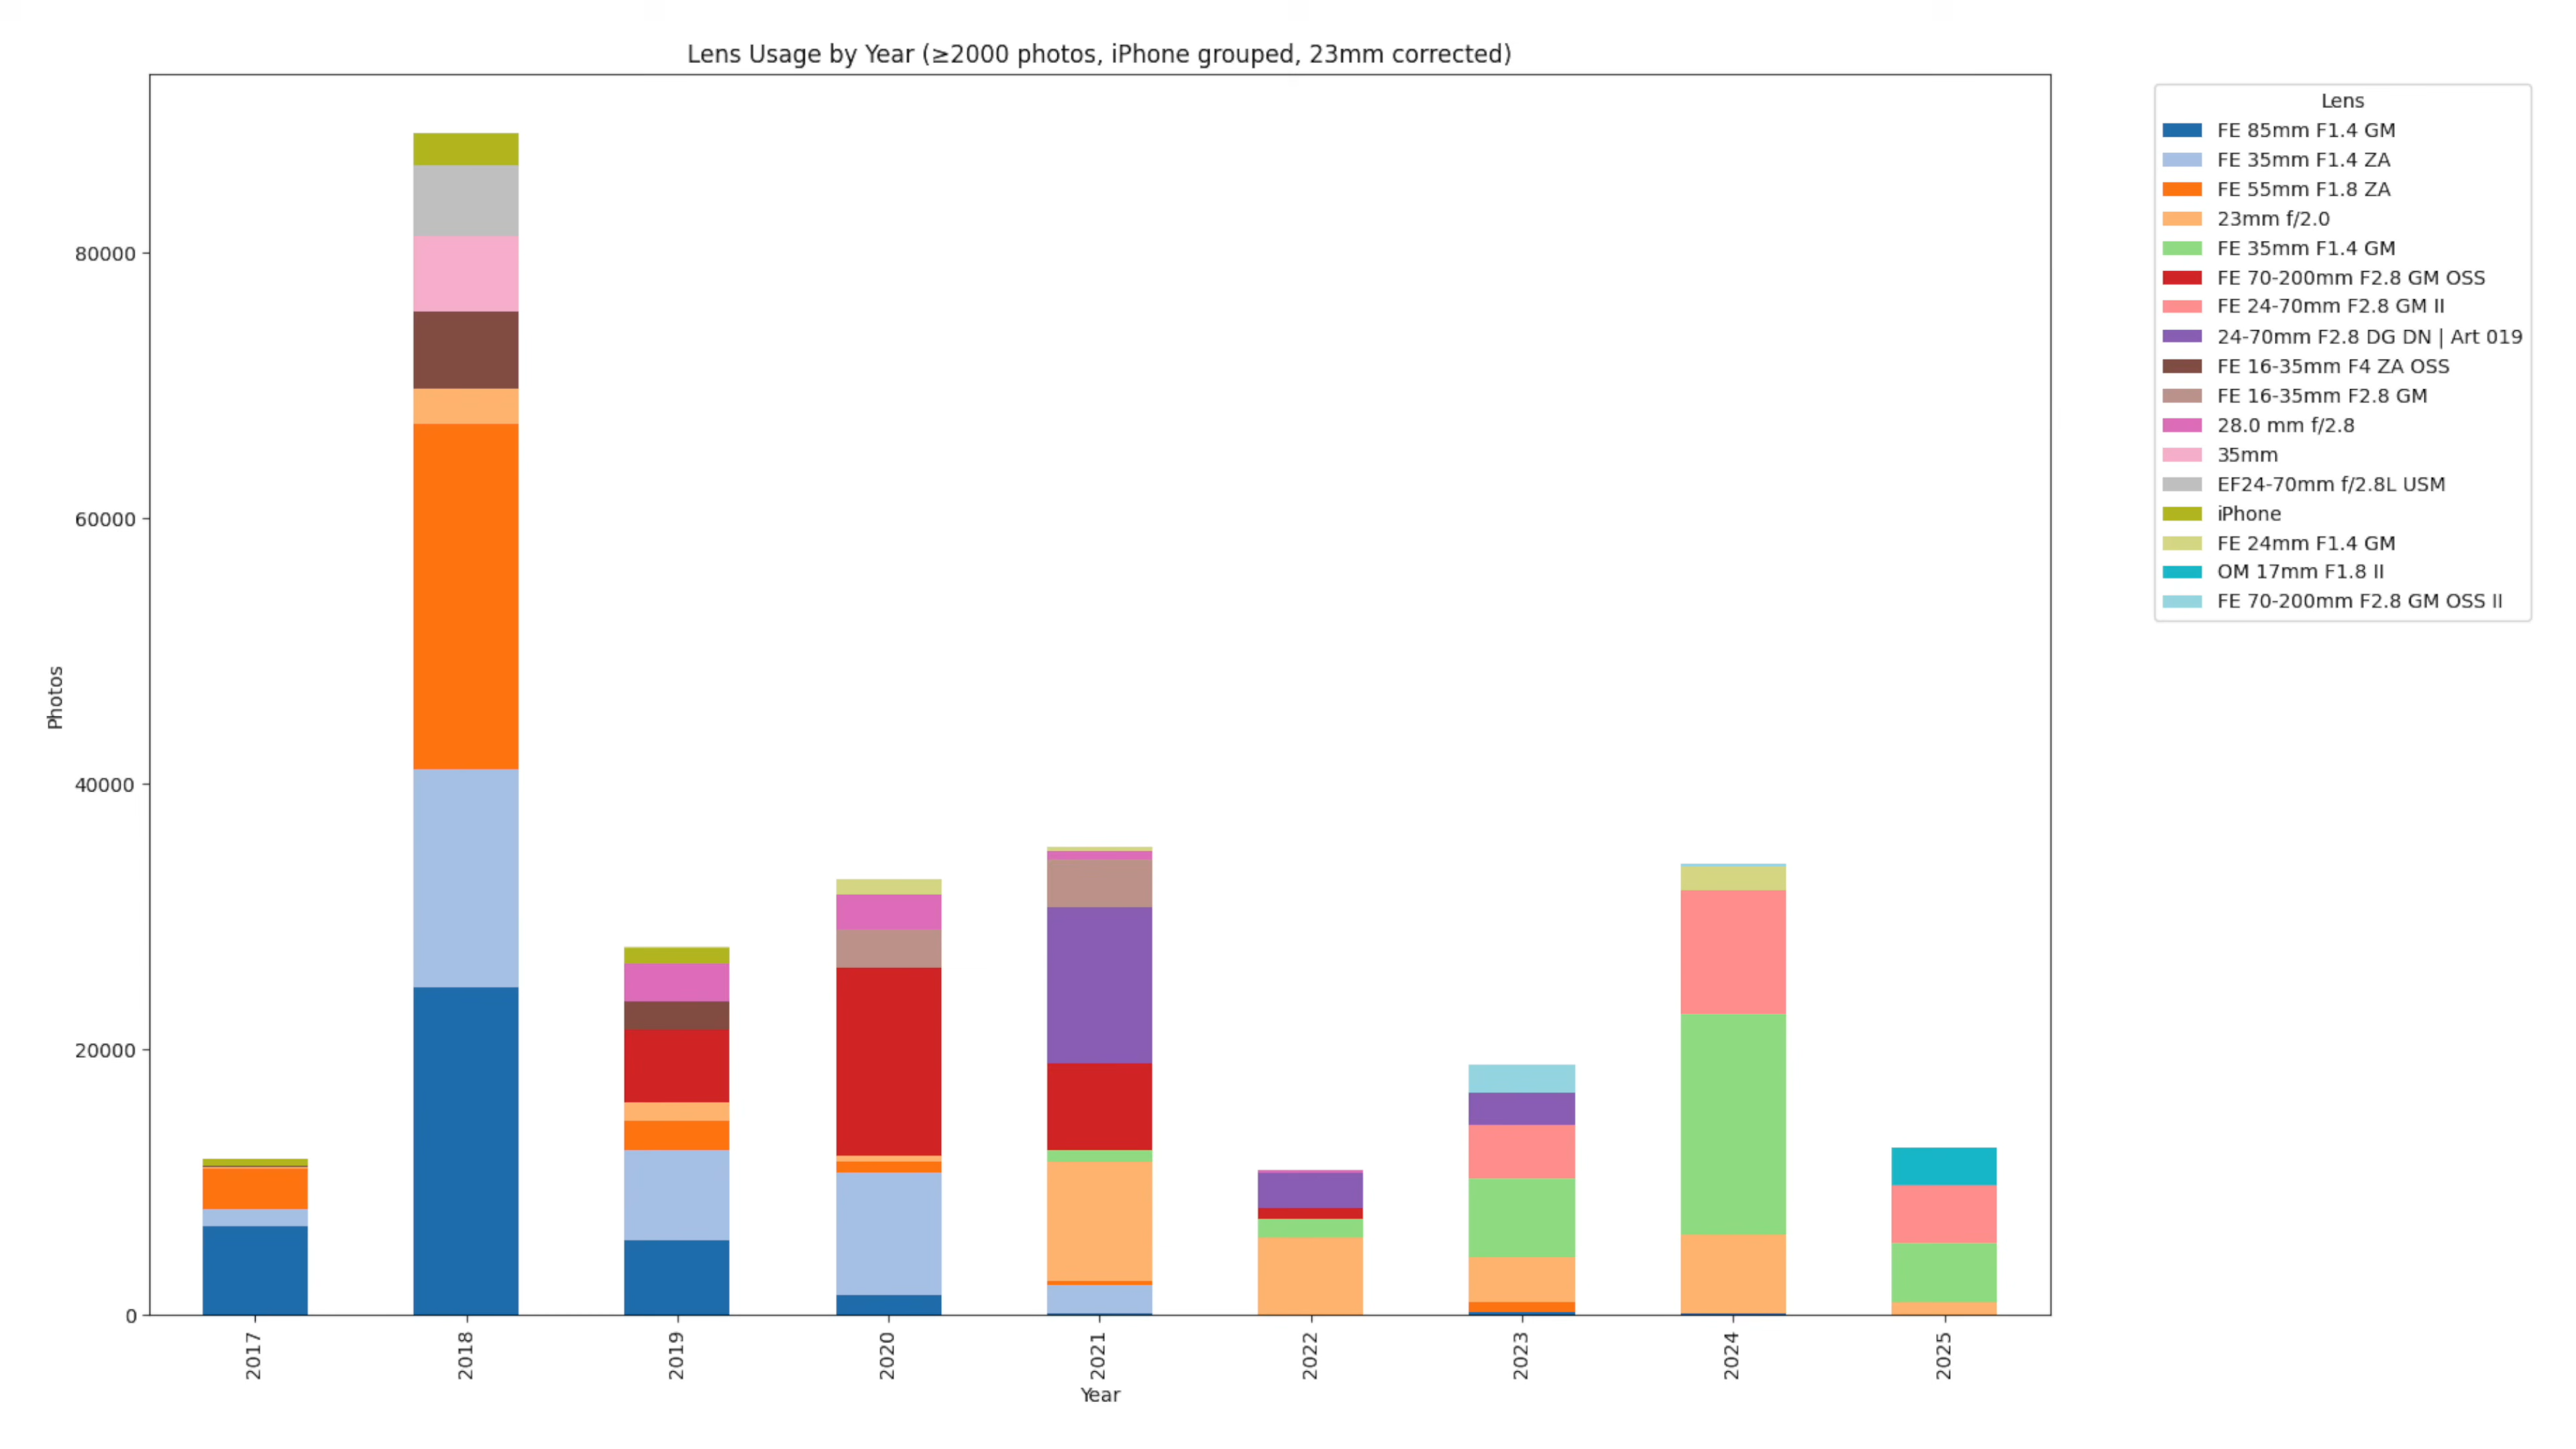 Lens Usage by Year (≥2000 photos, iPhone grouped, 23mm corrected)
Photos
80000
60000
40000
20000
0
2017
2018
2019
2020
2021
2022
2023
2024
2025
Year
Lens
FE 85mm F1.4 GM
FE 35mm F1.4 ZA
FE 55mm F1.8 ZA
23mm f/2.0
FE 35mm F1.4 GM
FE 70-200mm F2.8 GM OSS
FE 24-70mm F2.8 GM II
24-70mm F2.8 DG DN | Art 019
FE 16-35mm F4 ZA OSS
FE 16-35mm F2.8 GM
28.0 mm f/2.8
35mm
EF24-70mm f/2.8L USM
iPhone
FE 24mm F1.4 GM
OM 17mm F1.8 II
FE 70-200mm F2.8 GM OSS II